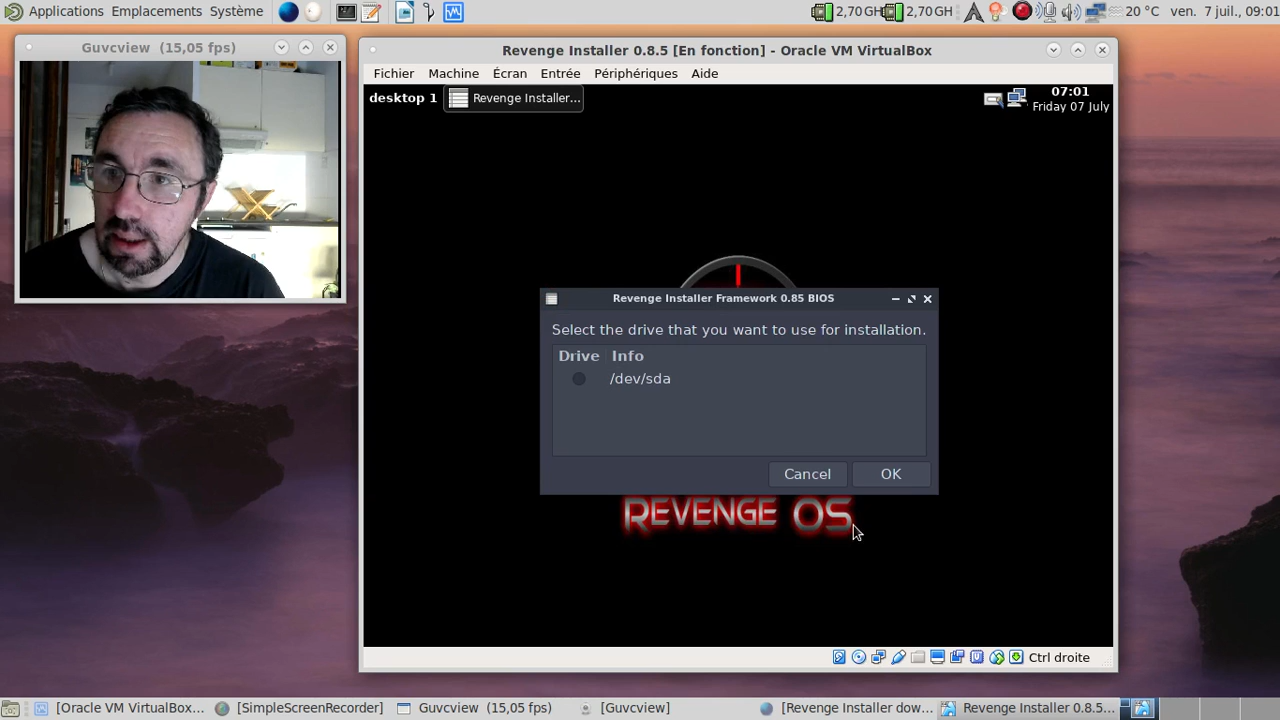 Applications Emplacements Système 2,70 GH 2,70 GH 20 °C ven. 7 juil., 09:01
Guvcview (15,05 fps)
Revenge Installer 0.8.5 [En fonction] - Oracle VM VirtualBox
Fichier Machine Écran Entrée Périphériques Aide
desktop 1 Revenge Installer...
07:01
Friday 07 July
Revenge Installer Framework 0.85 BIOS
Select the drive that you want to use for installation.
Drive Info
/dev/sda
Cancel OK
REVENGE OS
Ctrl droite
[Oracle VM VirtualBox... [SimpleScreenRecorder] Guvcview (15,05 fps) [Guvcview] [Revenge Installer dow... Revenge Installer 0.8.5...